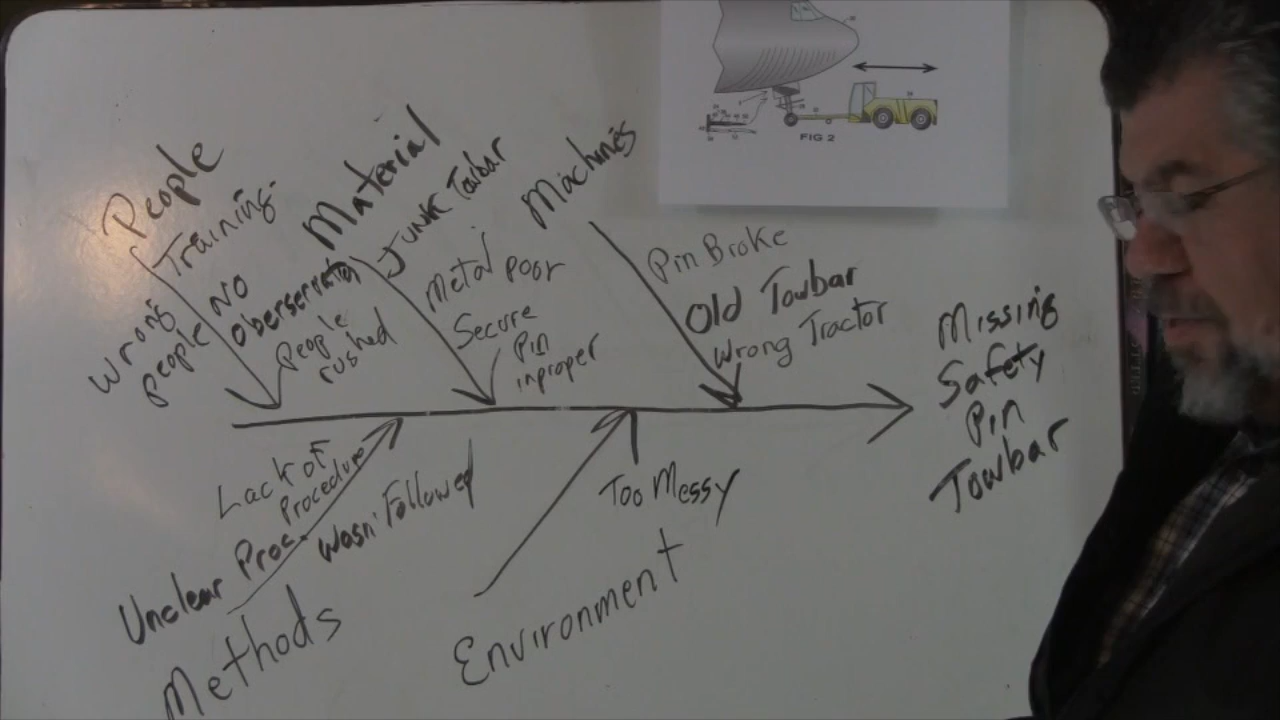 FIG 2
People
Training.
Wrong
people
NO
oberseration
People
rushed
Material
JUNK Towbar
Metal Poor
Secure
Pin
inproper
Machines
Pin Broke
Old Towbar
Wrong Tractor
Missing
Safety
Pin
Towbar
Lack of
Procedure
Unclear Proc.
Wasn't Followed
Methods
Too Messy
Environment